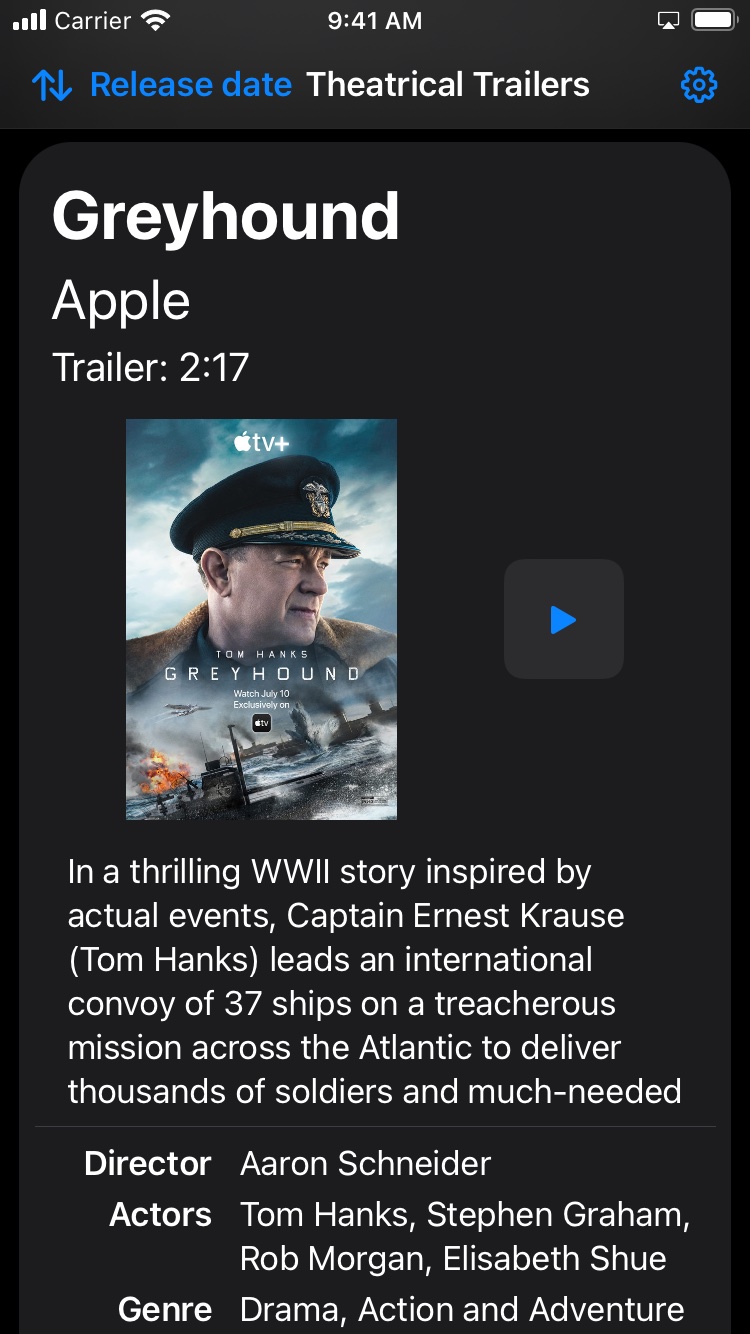 Carrier 9:41 AM
Release date Theatrical Trailers
Greyhound
Apple
Trailer: 2:17
tv+
TOM HANKS
GREYHOUND
Watch July 10
Exclusively on
tv
In a thrilling WWII story inspired by
actual events, Captain Ernest Krause
(Tom Hanks) leads an international
convoy of 37 ships on a treacherous
mission across the Atlantic to deliver
thousands of soldiers and much-needed
Director Aaron Schneider
Actors Tom Hanks, Stephen Graham,
Rob Morgan, Elisabeth Shue
Genre Drama, Action and Adventure